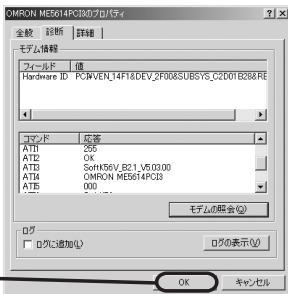 OMRON ME5614PCI3のプロパティ
全般 診断 詳細
モデム情報
フィールド 値
Hardware ID PCI¥VEN_14F1&DEV_2F00&SUBSYS_C2D01B28&RE
コマンド 応答
ATI1 255
ATI2 OK
ATI3 SoftK56V_B2.1_V5.03.00
ATI4 OMRON ME5614PCI3
ATI5 000
モデムの照会(Q)
ログ
ログに追加(L)
ログの表示(V)
OK キャンセル